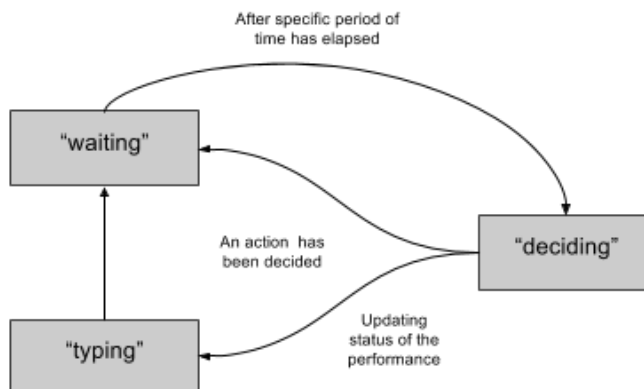 After specific period of
time has elapsed
“waiting”
An  action  has
been decided
“deciding”
Updating
status of the
performance
“typing”